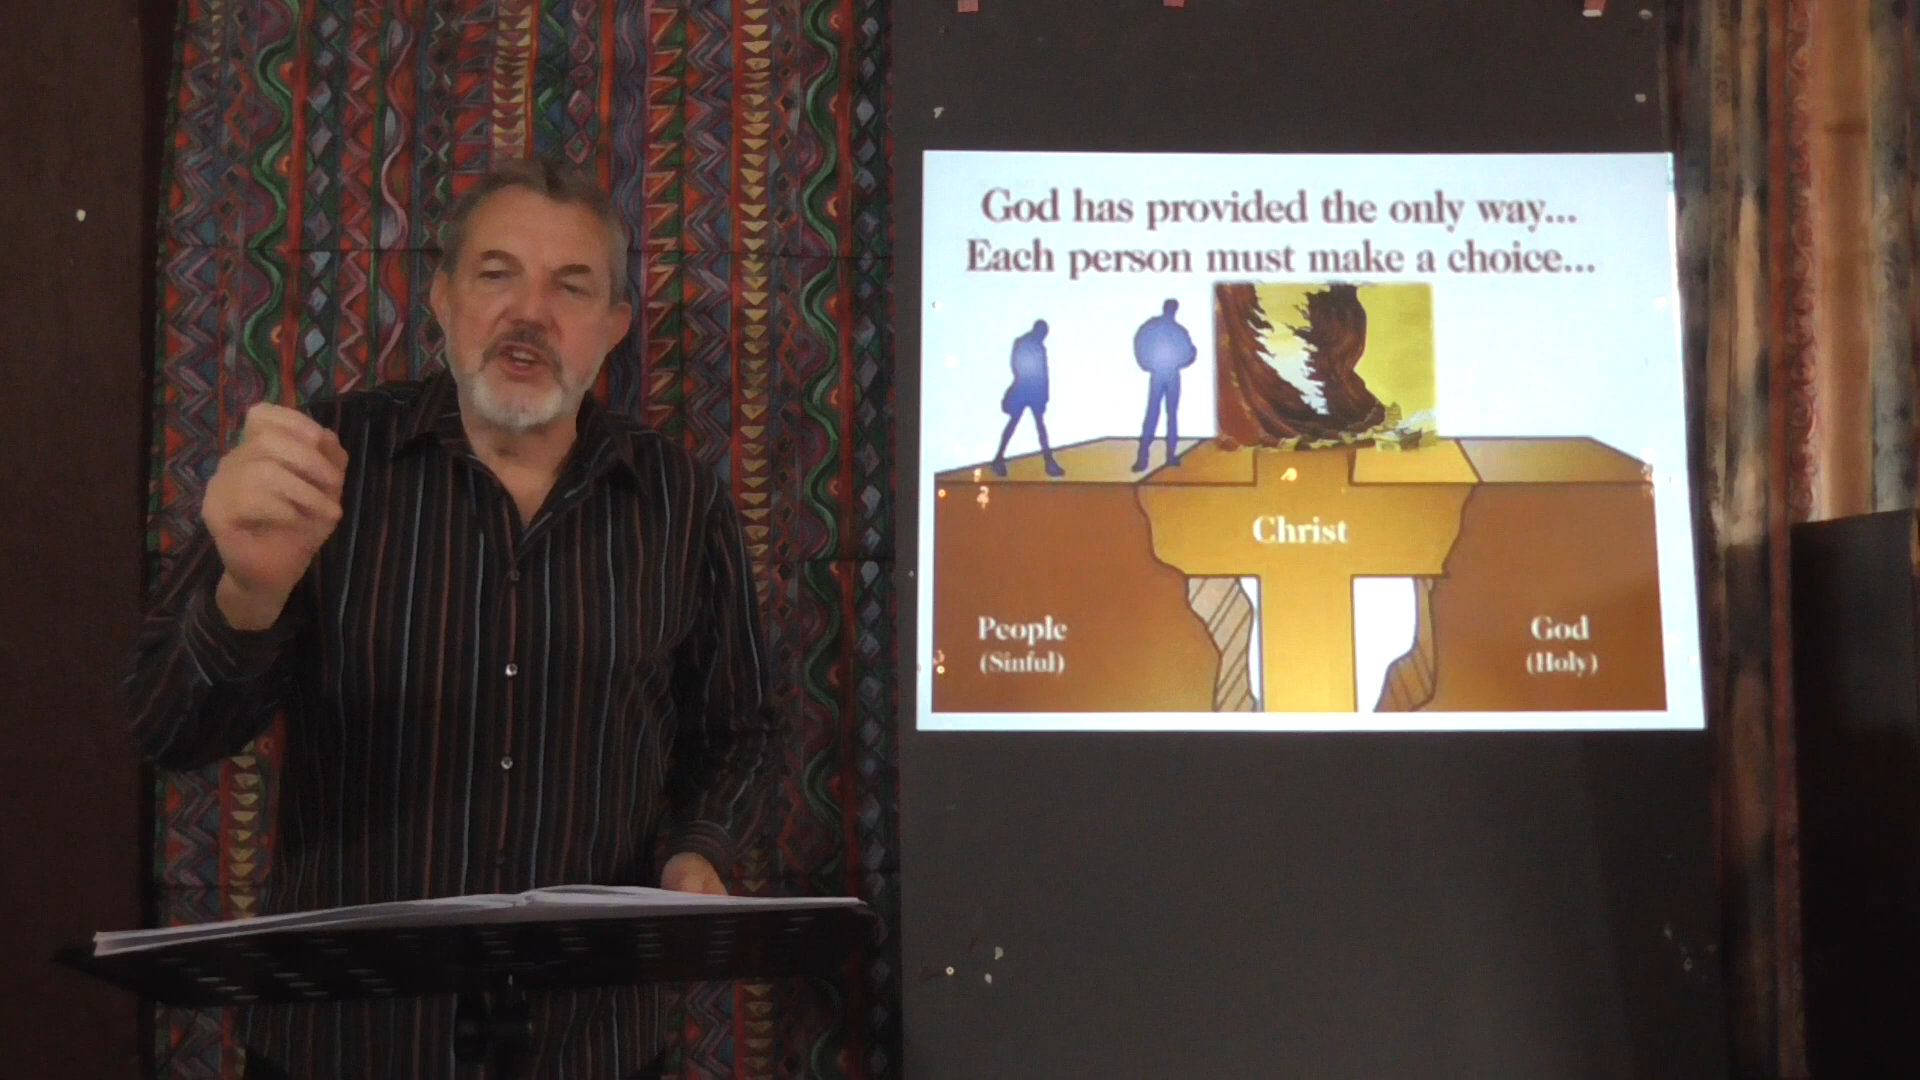 God has provided the only way...
Each person must make a choice...
Christ
People
(Sinful)
God
(Holy)